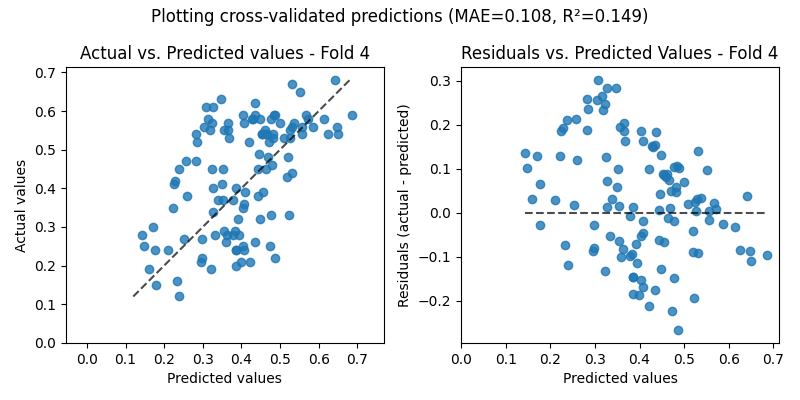 Plotting cross-validated predictions (MAE=0.108, R²=0.149)
Actual vs. Predicted values - Fold 4
Actual values
0.7
0.6
0.5
0.4
0.3
0.2
0.1
0.0
0.0 0.1 0.2 0.3 0.4 0.5 0.6 0.7
Predicted values
Residuals vs. Predicted Values - Fold 4
Residuals (actual - predicted)
0.3
0.2
0.1
0.0
−0.1
−0.2
0.0 0.1 0.2 0.3 0.4 0.5 0.6 0.7
Predicted values